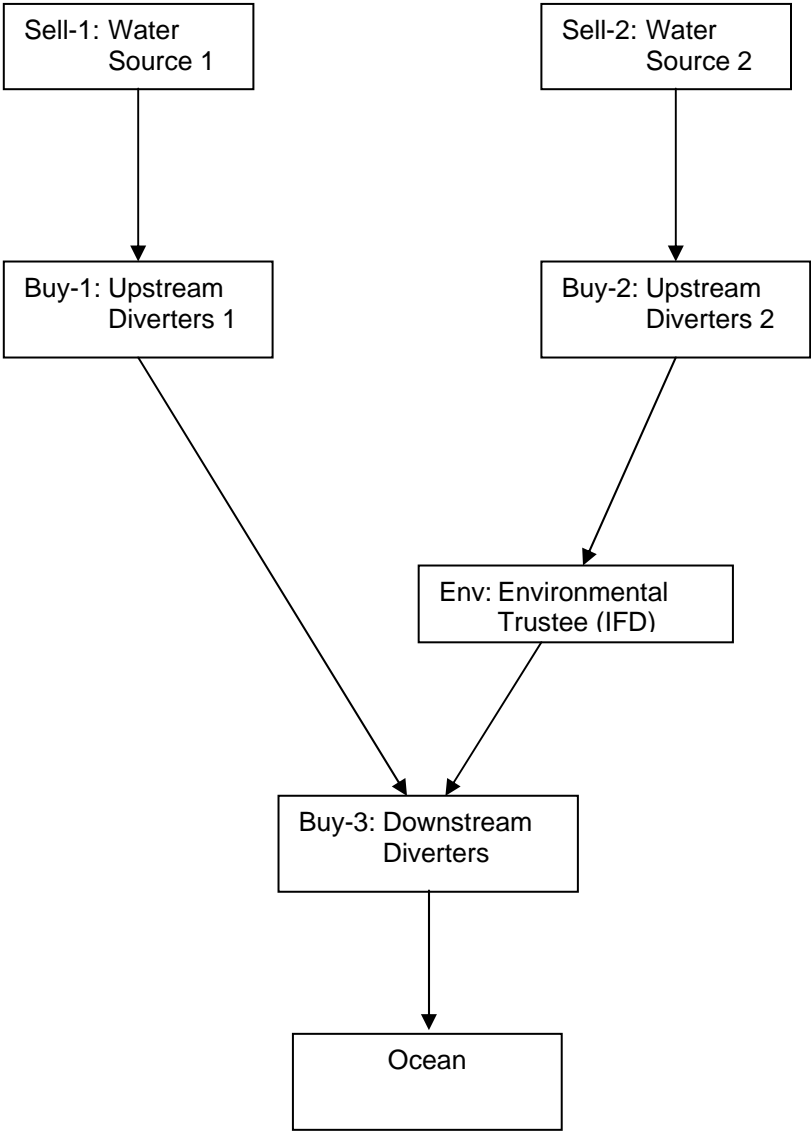 Sell-1: Water
Source 1
Sell-2: Water
Source 2
Buy-1: Upstream
Diverters 1
Buy-2: Upstream
Diverters 2
Env: Environmental
Trustee (IFD)
Buy-3: Downstream
Diverters
Ocean